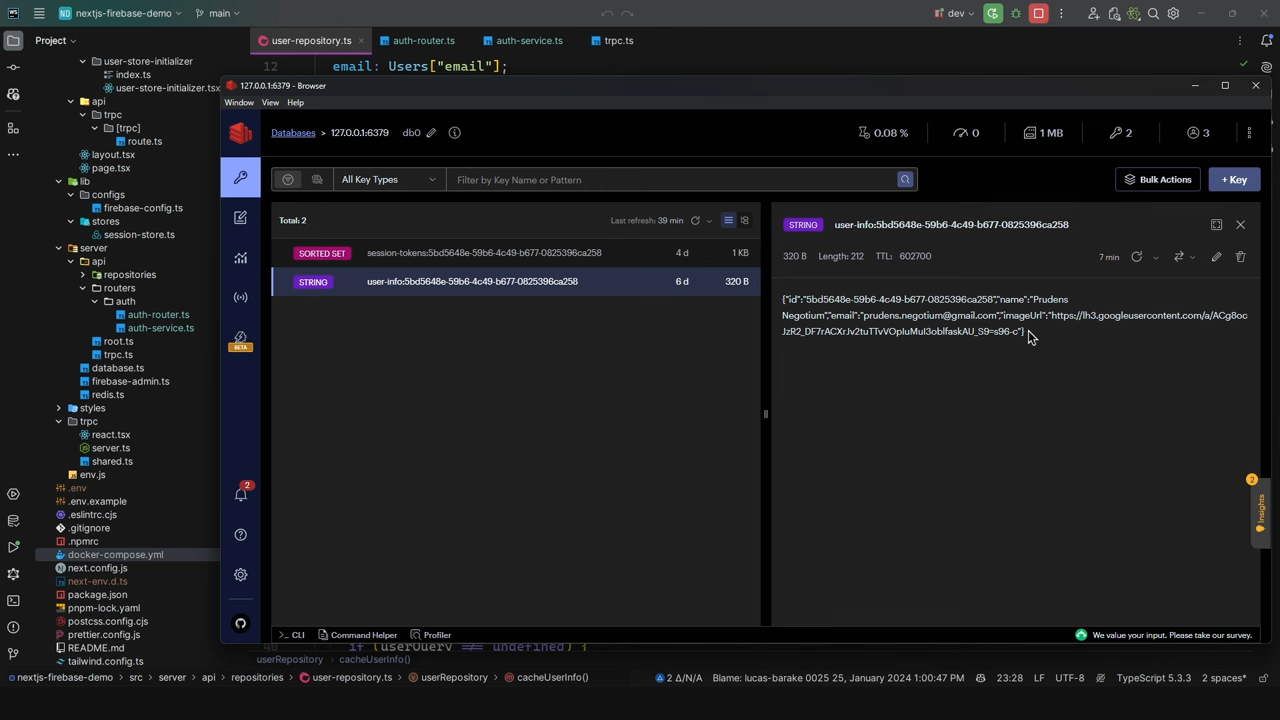 nextjs-firebase-demo
main
dev
Project
user-repository.ts
auth-router.ts
auth-service.ts
trpc.ts
12 email: Users["email"];
user-store-initializer
index.ts
user-store-initializer.tsx
api
trpc
[trpc]
route.ts
layout.tsx
page.tsx
lib
configs
firebase-config.ts
stores
session-store.ts
server
api
repositories
routers
auth
auth-router.ts
auth-service.ts
root.ts
trpc.ts
database.ts
firebase-admin.ts
redis.ts
styles
trpc
react.tsx
server.ts
shared.ts
env.js
.env
.env.example
.eslintrc.cjs
.gitignore
.npmrc
docker-compose.yml
next.config.js
next-env.d.ts
package.json
pnpm-lock.yaml
postcss.config.cjs
prettier.config.js
README.md
tailwind.config.ts
127.0.0.1:6379 - Browser
Window View Help
Databases > 127.0.0.1:6379 db0
0.08 % 0 1 MB 2 3
All Key Types
Filter by Key Name or Pattern
Bulk Actions
+ Key
Total: 2
Last refresh: 39 min
SORTED SET session-tokens:5bd5648e-59b6-4c49-b677-0825396ca258 4 d 1 KB
STRING user-info:5bd5648e-59b6-4c49-b677-0825396ca258 6 d 320 B
BETA
2
STRING user-info:5bd5648e-59b6-4c49-b677-0825396ca258
320 B Length: 212 TTL: 602700 7 min
{"id":"5bd5648e-59b6-4c49-b677-0825396ca258","name":"Prudens
Negotium","email":"prudens.negotium@gmail.com","imageUrl":"https://lh3.googleusercontent.com/a/ACg8oc
JzR2_DF7rACXrJv2tuTTvVOpIuMuI3oblfaskAU_S9=s96-c"}
2
Insights
>_ CLI Command Helper Profiler
We value your input. Please take our survey.
40 if (userQuery !== undefined) {
userRepository cacheUserInfo()
nextjs-firebase-demo > src > server > api > repositories > user-repository.ts > userRepository > cacheUserInfo()
2 Δ/N/A Blame: lucas-barake 0025 25, January 2024 1:00:47 PM 23:28 LF UTF-8 TypeScript 5.3.3 2 spaces*